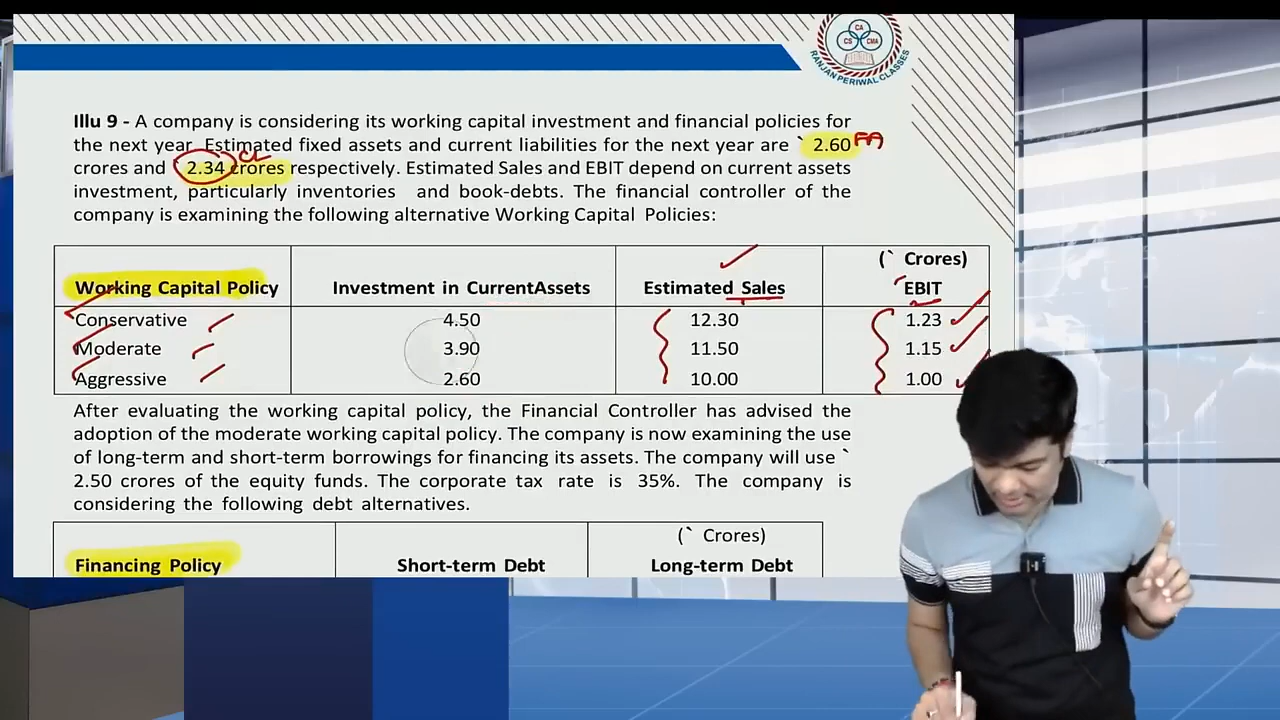 CA
CS CMA
RANJAN PERIWAL CLASSES
Illu 9 - A company is considering its working capital investment and financial policies for
the next year. Estimated fixed assets and current liabilities for the next year are ` 2.60 FA
crores and 2.34 crores respectively. Estimated Sales and EBIT depend on current assets
CL
investment, particularly inventories and book-debts. The financial controller of the
company is examining the following alternative Working Capital Policies:
(` Crores)
Working Capital Policy Investment in CurrentAssets Estimated Sales EBIT
Conservative 4.50 12.30 1.23
Moderate 3.90 11.50 1.15
Aggressive 2.60 10.00 1.00
After evaluating the working capital policy, the Financial Controller has advised the
adoption of the moderate working capital policy. The company is now examining the use
of long-term and short-term borrowings for financing its assets. The company will use `
2.50 crores of the equity funds. The corporate tax rate is 35%. The company is
considering the following debt alternatives.
(` Crores)
Financing Policy Short-term Debt Long-term Debt